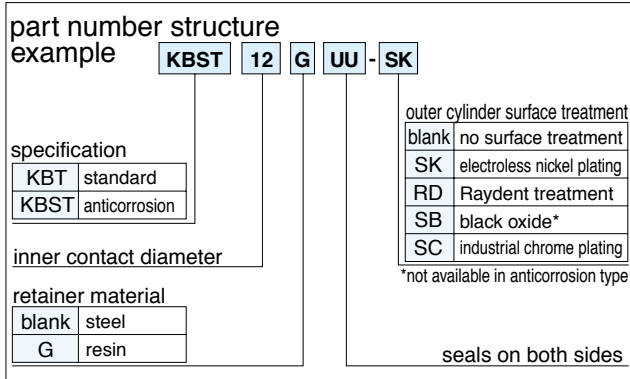 part number structure
example
KBST 12 G UU - SK
specification
KBT standard
KBST anticorrosion
inner contact diameter
retainer material
blank steel
G resin
outer cylinder surface treatment
blank no surface treatment
SK electroless nickel plating
RD Raydent treatment
SB black oxide*
SC industrial chrome plating
*not available in anticorrosion type
seals on both sides